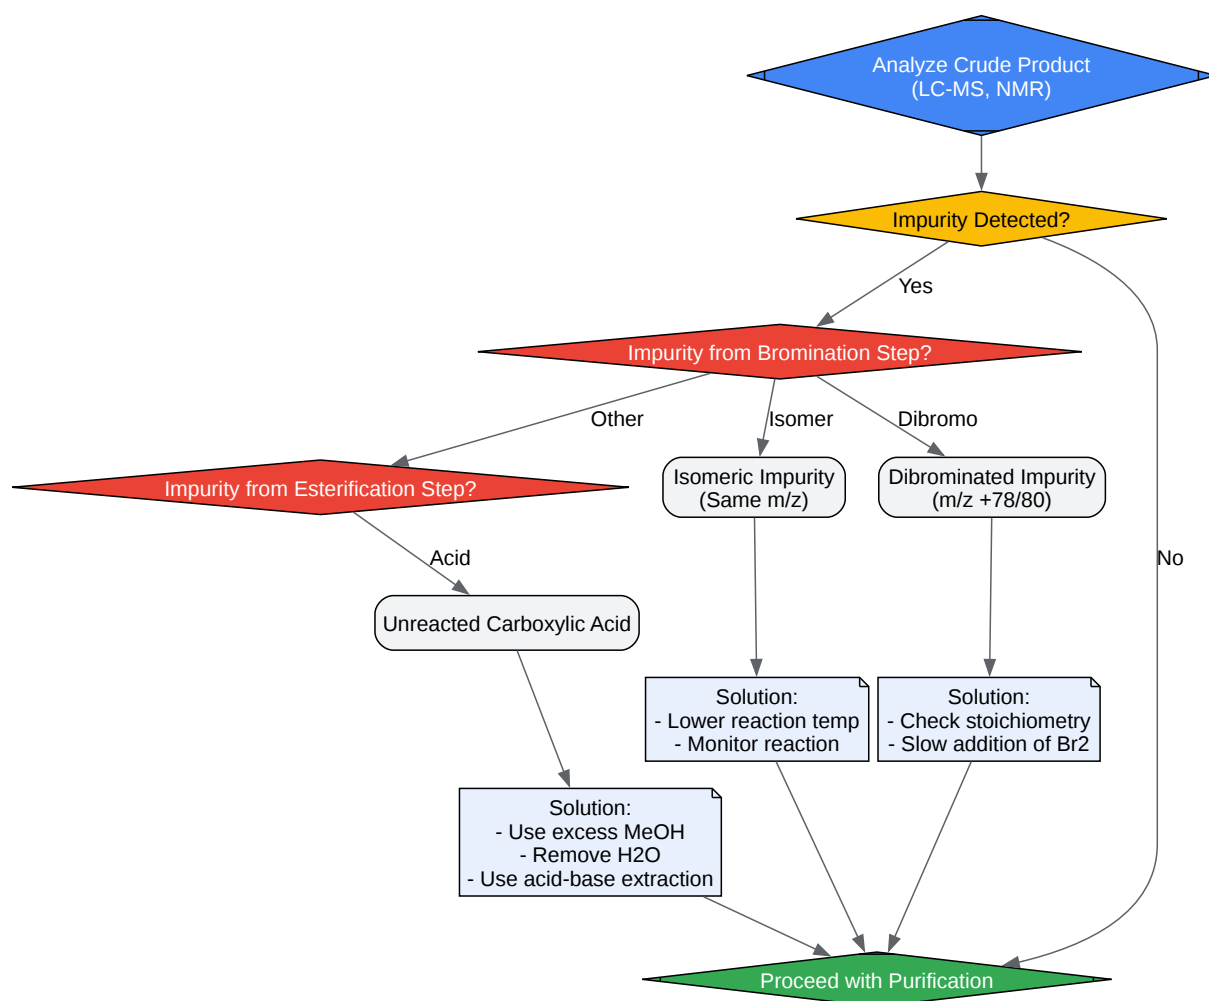 Analyze Crude Product
(LC-MS, NMR)
Impurity Detected?
Yes
Impurity from Bromination Step?
Other
Isomer
Dibromo
Impurity from Esterification Step?
Isomeric Impurity
(Same m/z)
Dibrominated Impurity
(m/z +78/80)
Acid
No
Unreacted Carboxylic Acid
Solution:
- Lower reaction temp
- Monitor reaction
Solution:
- Check stoichiometry
- Slow addition of Br2
Solution:
- Use excess MeOH
- Remove H2O
- Use acid-base extraction
Proceed with Purification